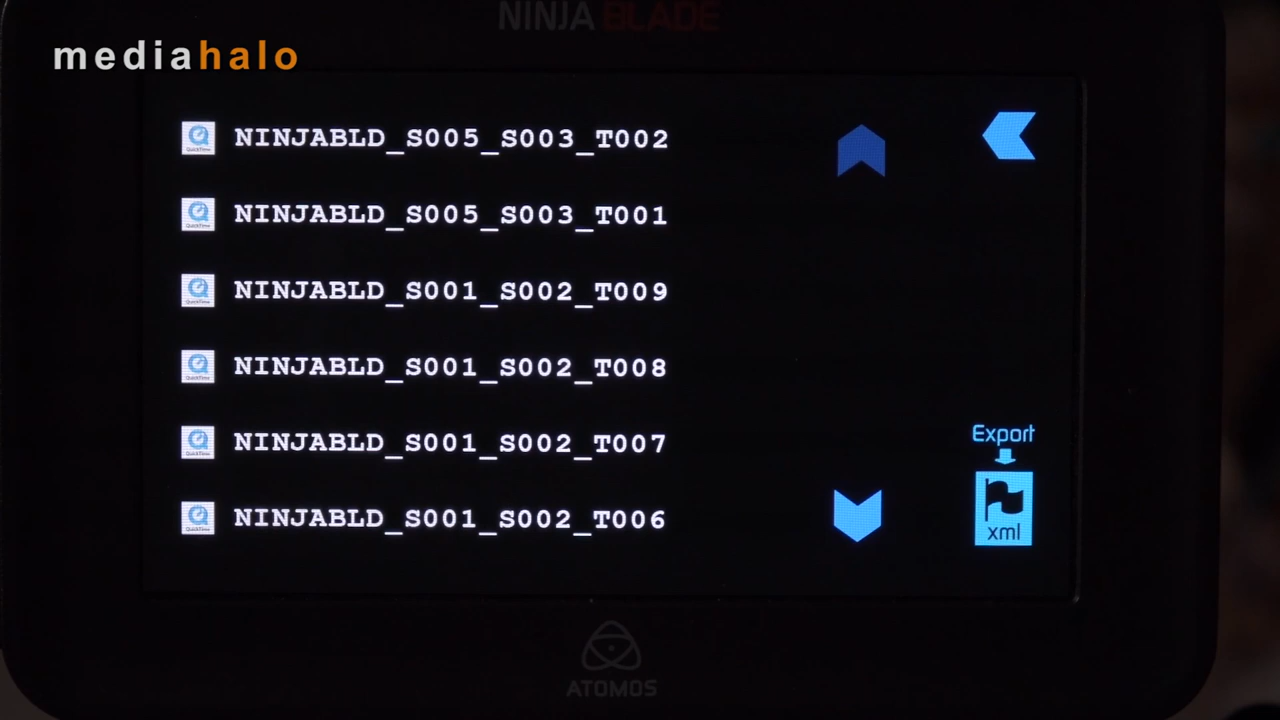 NINJA BLADE
mediahalo
NINJABLD_S005_S003_T002
NINJABLD_S005_S003_T001
NINJABLD_S001_S002_T009
NINJABLD_S001_S002_T008
NINJABLD_S001_S002_T007
NINJABLD_S001_S002_T006
Export
xml
ATOMOS